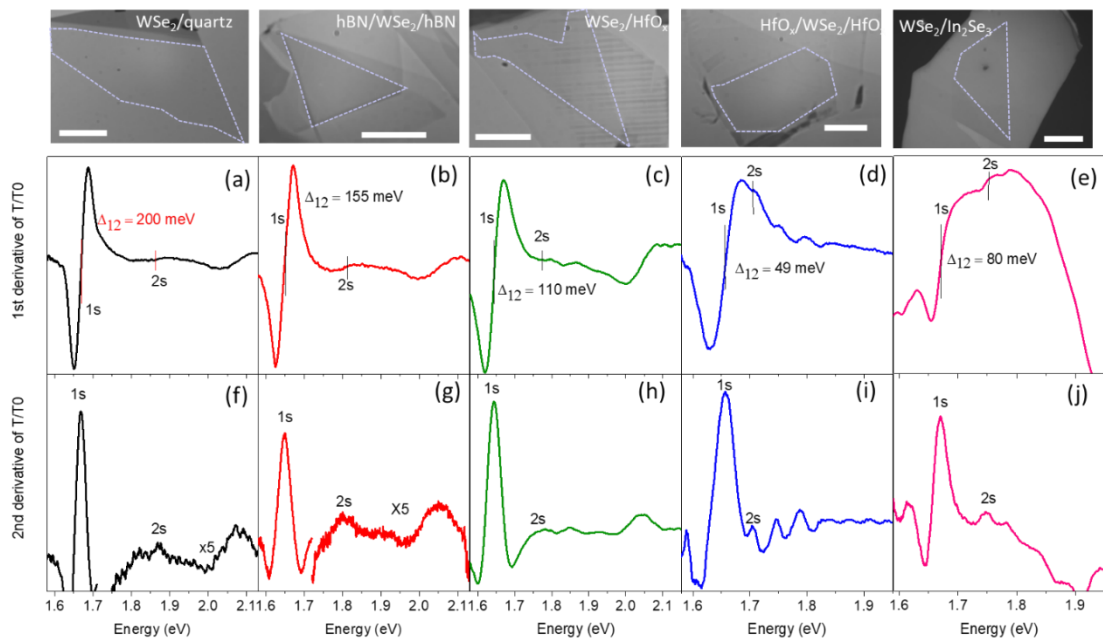 WSe₂/quartz
hBN/WSe₂/hBN
WSe₂/HfOₓ
HfOₓ/WSe₂/HfO
WSe₂/In₂Se₃
1st derivative of T/T0
(a)
Δ₁₂ = 200 meV
2s
1s
(b)
1s
Δ₁₂ = 155 meV
2s
(c)
1s
2s
Δ₁₂ = 110 meV
(d)
2s
1s
Δ₁₂ = 49 meV
(e)
2s
1s
Δ₁₂ = 80 meV
2nd derivative of T/T0
(f)
1s
2s
x5
(g)
1s
2s
X5
(h)
1s
2s
(i)
1s
2s
(j)
1s
2s
1.6 1.7 1.8 1.9 2.0 2.1
1.6 1.7 1.8 1.9 2.0 2.1
1.6 1.7 1.8 1.9 2.0 2.1
1.6 1.7 1.8 1.9
1.6 1.7 1.8 1.9
Energy (eV)
Energy (eV)
Energy (eV)
Energy (eV)
Energy (eV)